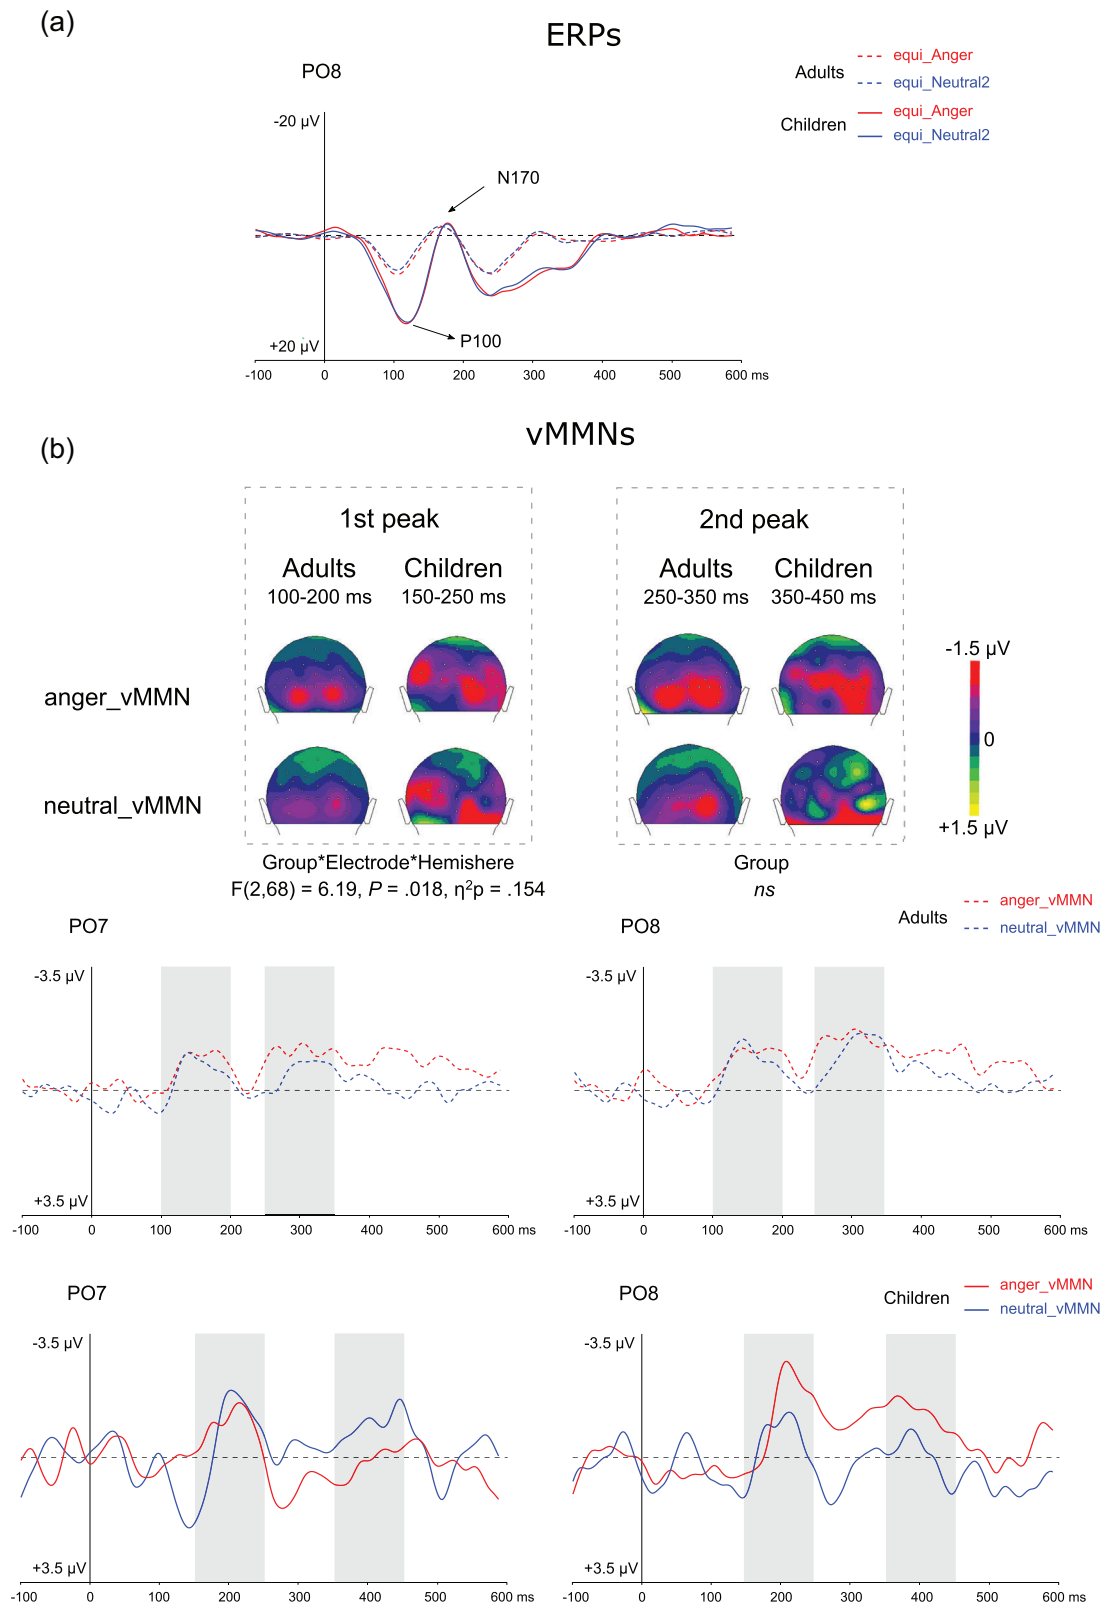 (a)
ERPs
PO8
Adults
equi_Anger
equi_Neutral2
Children
equi_Anger
equi_Neutral2
-20 µV
N170
P100
+20 µV
-100 0 100 200 300 400 500 600 ms
(b)
vMMNs
1st peak
2nd peak
Adults
Children
Adults
Children
100-200 ms
150-250 ms
250-350 ms
350-450 ms
anger_vMMN
neutral_vMMN
-1.5 µV
0
+1.5 µV
Group*Electrode*Hemishere
F(2,68) = 6.19, P = .018, η²p = .154
Group
ns
PO7
PO8
Adults
anger_vMMN
neutral_vMMN
-3.5 µV
+3.5 µV
-100 0 100 200 300 400 500 600 ms
-3.5 µV
+3.5 µV
-100 0 100 200 300 400 500 600 ms
PO7
PO8
Children
anger_vMMN
neutral_vMMN
-3.5 µV
+3.5 µV
-100 0 100 200 300 400 500 600 ms
-3.5 µV
+3.5 µV
-100 0 100 200 300 400 500 600 ms